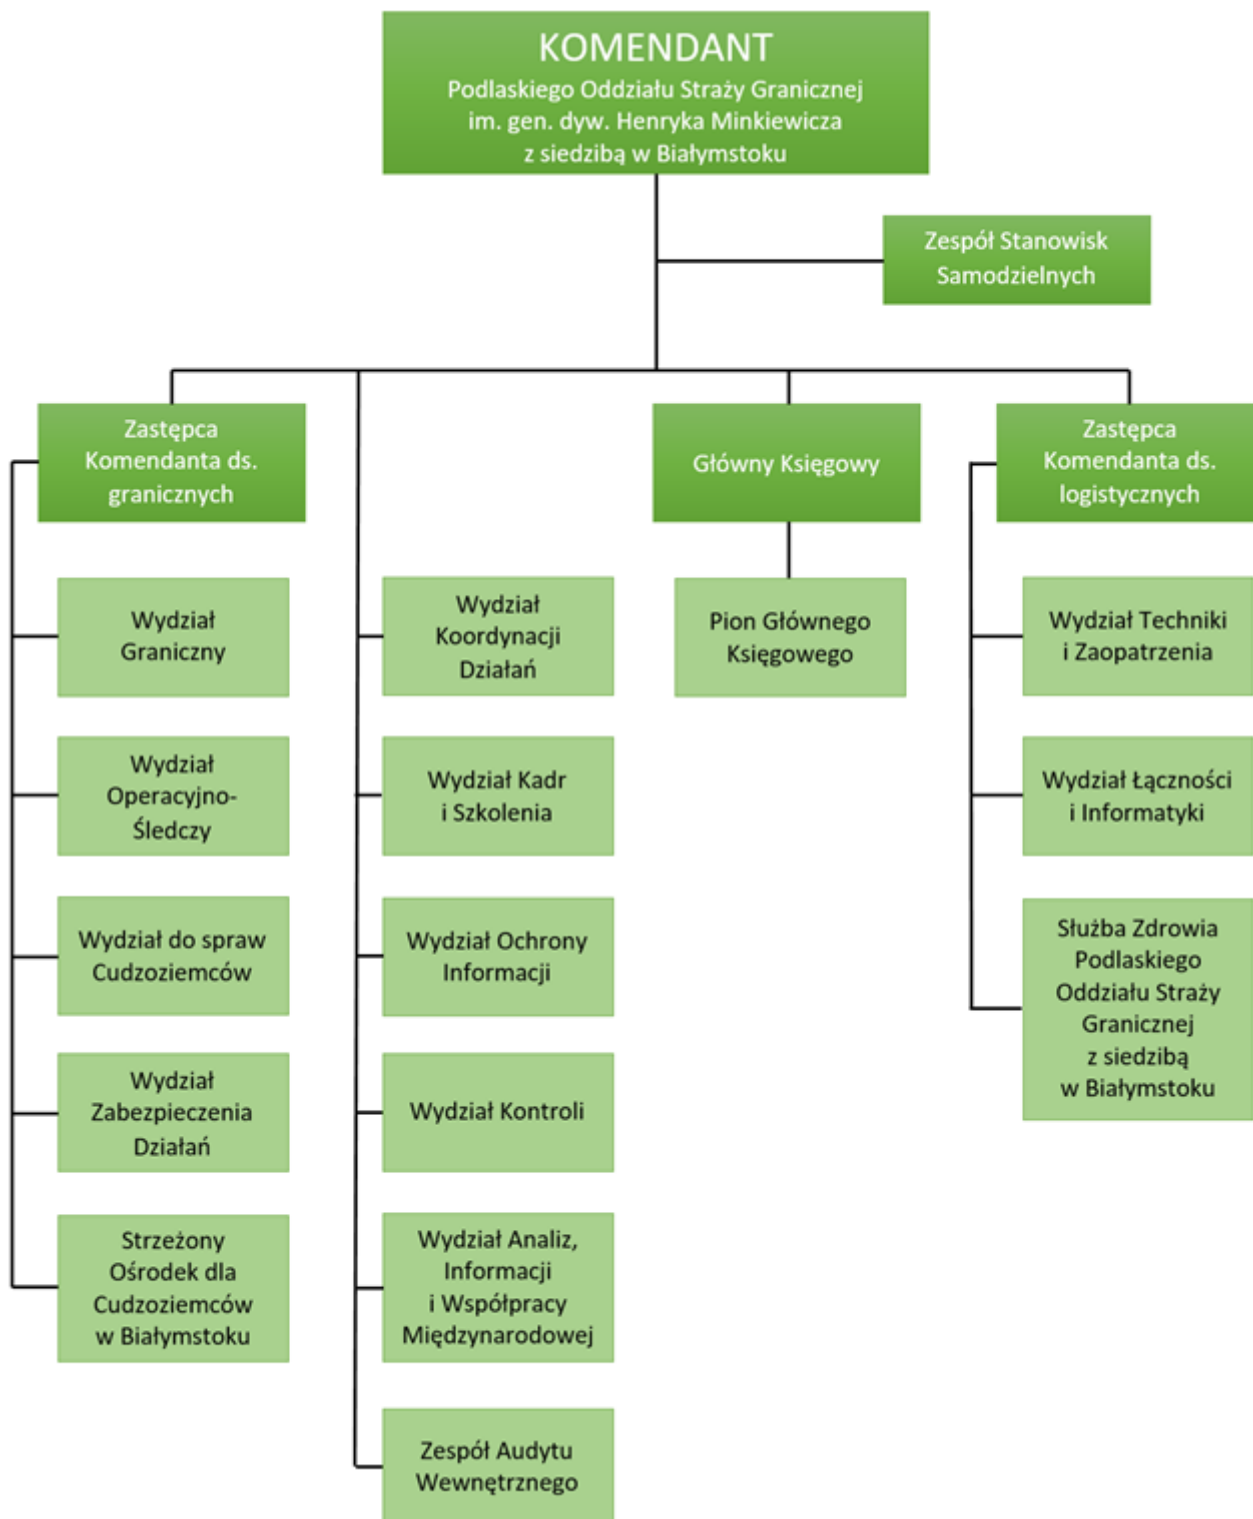 KOMENDANT
Podlaskiego Oddziału Straży Granicznej
im. gen. dyw. Henryka Minkiewicza
z siedzibą w Białymstoku
Zespół Stanowisk
Samodzielnych
Zastępca
Komendanta ds.
granicznych
Główny Księgowy
Zastępca
Komendanta ds.
logistycznych
Wydział
Graniczny
Wydział
Operacyjno-
Śledczy
Wydział do spraw
Cudzoziemców
Wydział
Zabezpieczenia
Działań
Strzeżony
Ośrodek dla
Cudzoziemców
w Białymstoku
Wydział
Koordynacji
Działań
Wydział Kadr
i Szkolenia
Wydział Ochrony
Informacji
Wydział Kontroli
Wydział Analiz,
Informacji
i Współpracy
Międzynarodowej
Zespół Audytu
Wewnętrznego
Pion Głównego
Księgowego
Wydział Techniki
i Zaopatrzenia
Wydział Łączności
i Informatyki
Służba Zdrowia
Podlaskiego
Oddziału Straży
Granicznej
z siedzibą
w Białymstoku